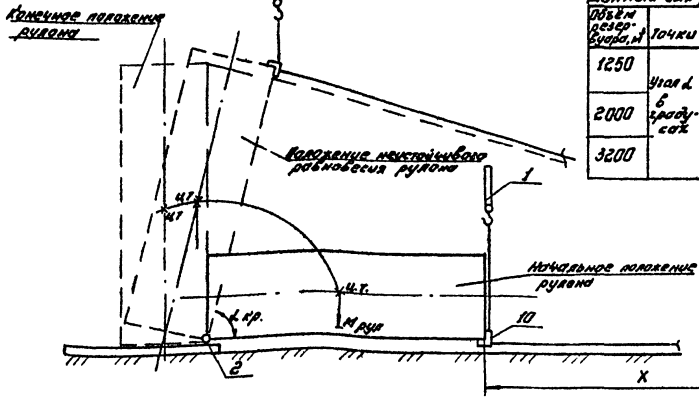 Конечное положение
рулона
Объём
резер-
вуара, м³
Точки
1250
2000
3200
Угол α
в
граду-
сах
Положение неустойчивого
равновесия рулона
1
ц.т.
ц.т.
ц.т.
Начальное положение
рулона
α кр.
М рул
10
2
X